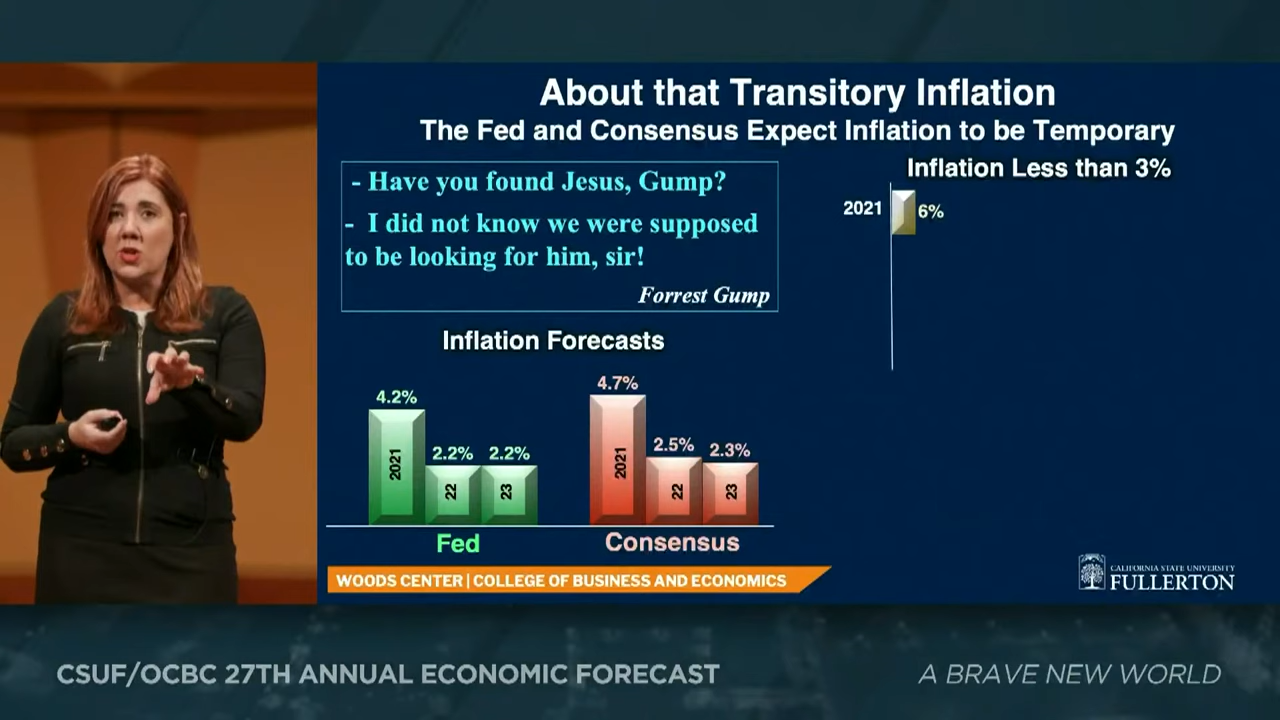 About that Transitory Inflation
The Fed and Consensus Expect Inflation to be Temporary
- Have you found Jesus, Gump?
- I did not know we were supposed
to be looking for him, sir!
Forrest Gump
Inflation Less than 3%
2021 6%
Inflation Forecasts
4.2% 2.2% 2.2%
2021 22 23
Fed
4.7% 2.5% 2.3%
2021 22 23
Consensus
WOODS CENTER | COLLEGE OF BUSINESS AND ECONOMICS
CALIFORNIA STATE UNIVERSITY
FULLERTON
CSUF/OCBC 27TH ANNUAL ECONOMIC FORECAST
A BRAVE NEW WORLD